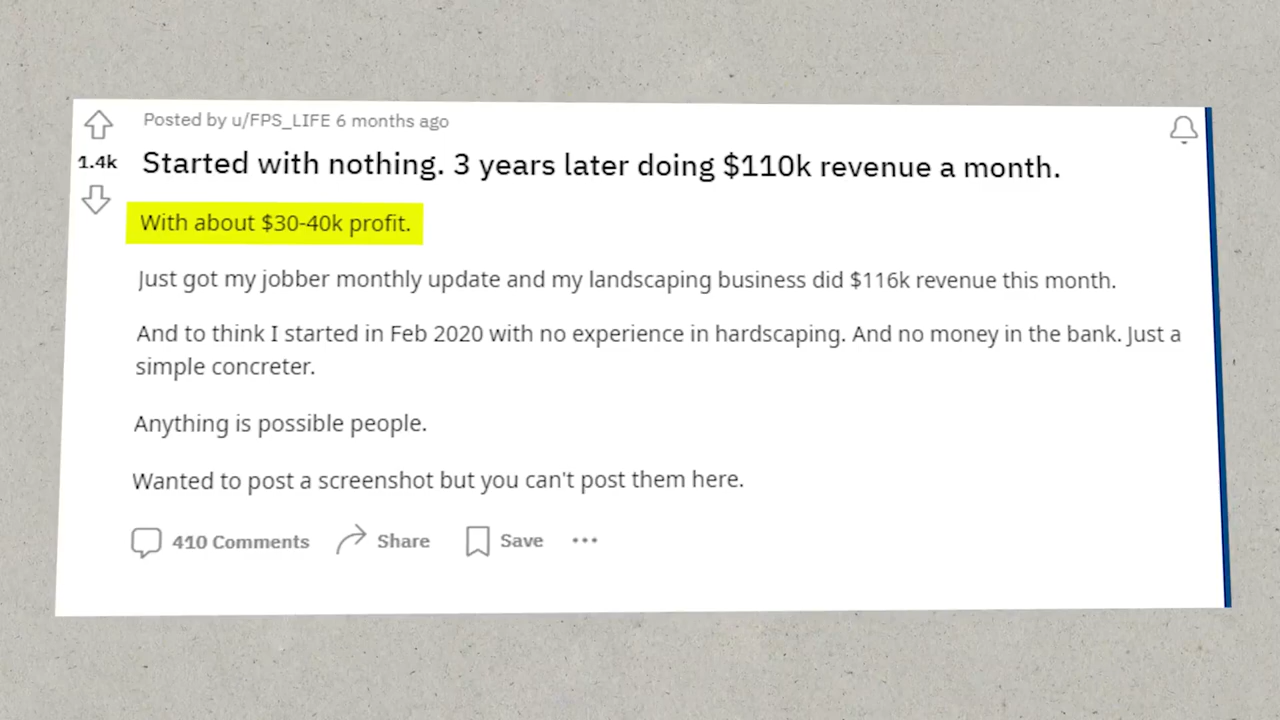 Posted by u/FPS_LIFE 6 months ago
1.4k
Started with nothing. 3 years later doing $110k revenue a month.
With about $30-40k profit.
Just got my jobber monthly update and my landscaping business did $116k revenue this month.
And to think I started in Feb 2020 with no experience in hardscaping. And no money in the bank. Just a
simple concreter.
Anything is possible people.
Wanted to post a screenshot but you can't post them here.
410 Comments Share Save